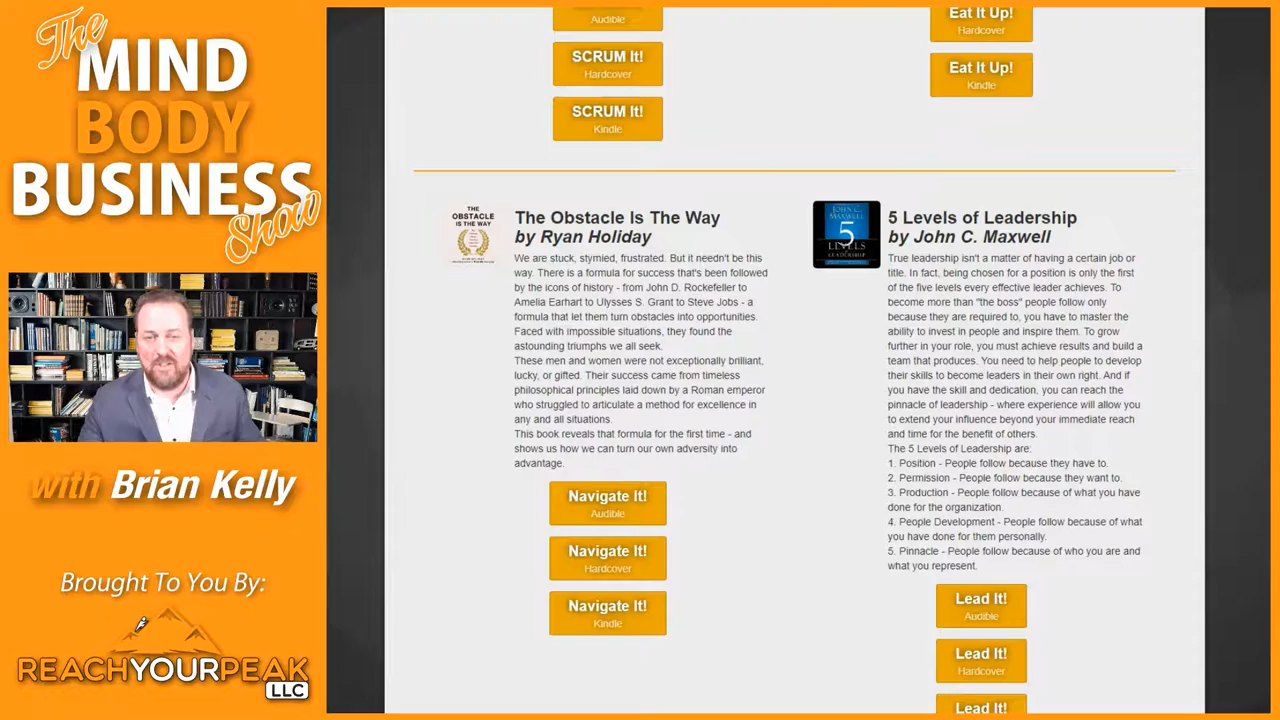 The
MIND
BODY
BUSINESS
Show
with Brian Kelly
Brought To You By:
REACHYOURPEAK
LLC
Audible
SCRUM It!
Hardcover
SCRUM It!
Kindle
Eat It Up!
Hardcover
Eat It Up!
Kindle
THE
OBSTACLE
IS THE WAY
The Obstacle Is The Way
by Ryan Holiday
We are stuck, stymied, frustrated. But it needn't be this
way. There is a formula for success that's been followed
by the icons of history - from John D. Rockefeller to
Amelia Earhart to Ulysses S. Grant to Steve Jobs - a
formula that let them turn obstacles into opportunities.
Faced with impossible situations, they found the
astounding triumphs we all seek.
These men and women were not exceptionally brilliant,
lucky, or gifted. Their success came from timeless
philosophical principles laid down by a Roman emperor
who struggled to articulate a method for excellence in
any and all situations.
This book reveals that formula for the first time - and
shows us how we can turn our own adversity into
advantage.
Navigate It!
Audible
Navigate It!
Hardcover
Navigate It!
Kindle
JOHN C.
MAXWELL
5
LEVELS
LEADERSHIP
5 Levels of Leadership
by John C. Maxwell
True leadership isn't a matter of having a certain job or
title. In fact, being chosen for a position is only the first
of the five levels every effective leader achieves. To
become more than "the boss" people follow only
because they are required to, you have to master the
ability to invest in people and inspire them. To grow
further in your role, you must achieve results and build a
team that produces. You need to help people to develop
their skills to become leaders in their own right. And if
you have the skill and dedication, you can reach the
pinnacle of leadership - where experience will allow you
to extend your influence beyond your immediate reach
and time for the benefit of others.
The 5 Levels of Leadership are:
1. Position - People follow because they have to.
2. Permission - People follow because they want to.
3. Production - People follow because of what you have
done for the organization.
4. People Development - People follow because of what
you have done for them personally.
5. Pinnacle - People follow because of who you are and
what you represent.
Lead It!
Audible
Lead It!
Hardcover
Lead It!